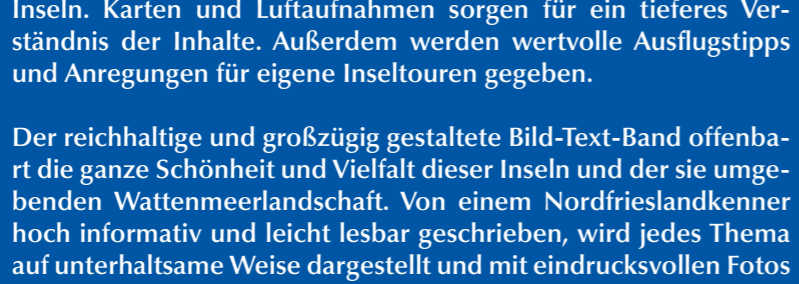 Inseln. Karten und Luftaufnahmen sorgen für ein tieferes Ver-
ständnis der Inhalte. Außerdem werden wertvolle Ausflugstipps
und Anregungen für eigene Inseltouren gegeben.
Der reichhaltige und großzügig gestaltete Bild-Text-Band offenba-
rt die ganze Schönheit und Vielfalt dieser Inseln und der sie umge-
benden Wattenmeerlandschaft. Von einem Nordfrieslandkenner
hoch informativ und leicht lesbar geschrieben, wird jedes Thema
auf unterhaltsame Weise dargestellt und mit eindrucksvollen Fotos